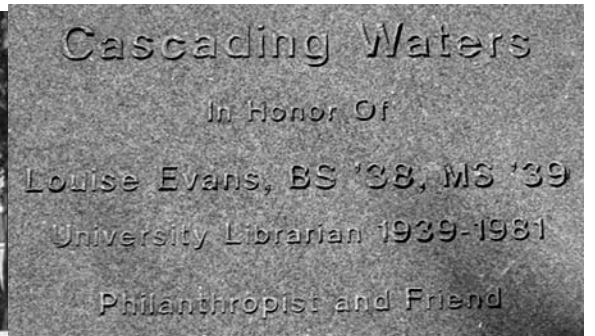 Cascading Waters
In Honor Of
Louise Evans, BS '38, MS '39
University Librarian 1939-1981
Philanthropist and Friend